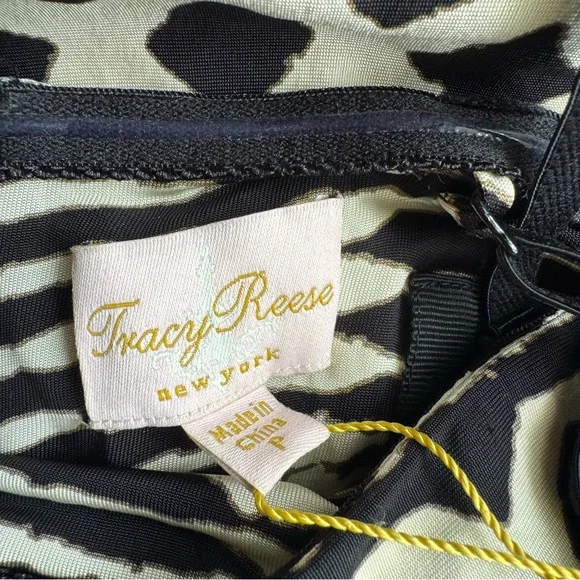 Tracy Reese
new york
Made in
China
P